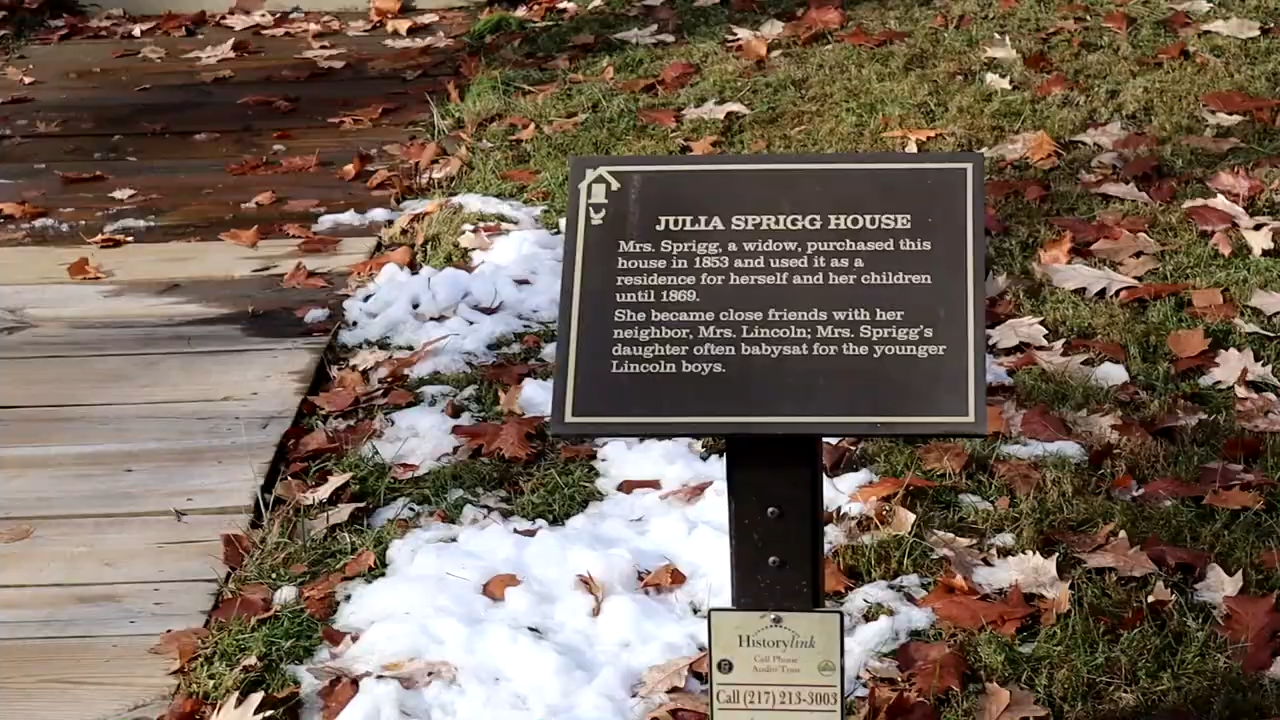 JULIA SPRIGG HOUSE
Mrs. Sprigg, a widow, purchased this
house in 1853 and used it as a
residence for herself and her children
until 1869.
She became close friends with her
neighbor, Mrs. Lincoln; Mrs. Sprigg's
daughter often babysat for the younger
Lincoln boys.
Historylink
Cell Phone
Audio Tour
Call (217) 213-3003